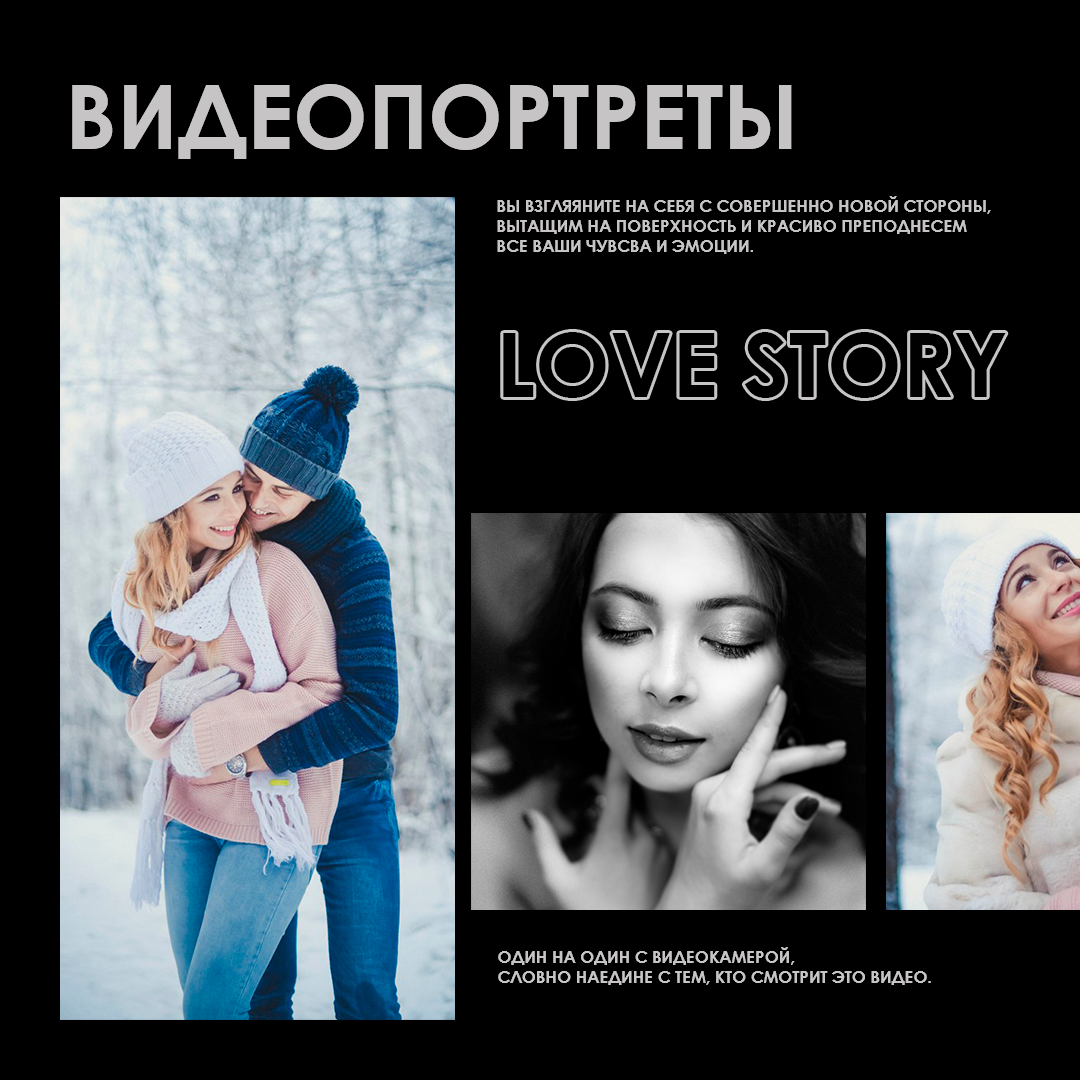 ВИДЕОПОРТРЕТЫ
ВЫ ВЗГЛЯЯНИТЕ НА СЕБЯ С СОВЕРШЕННО НОВОЙ СТОРОНЫ,
ВЫТАЩИМ НА ПОВЕРХНОСТЬ И КРАСИВО ПРЕПОДНЕСЕМ
ВСЕ ВАШИ ЧУВСВА И ЭМОЦИИ.
LOVE STORY
ОДИН НА ОДИН С ВИДЕОКАМЕРОЙ,
СЛОВНО НАЕДИНЕ С ТЕМ, КТО СМОТРИТ ЭТО ВИДЕО.